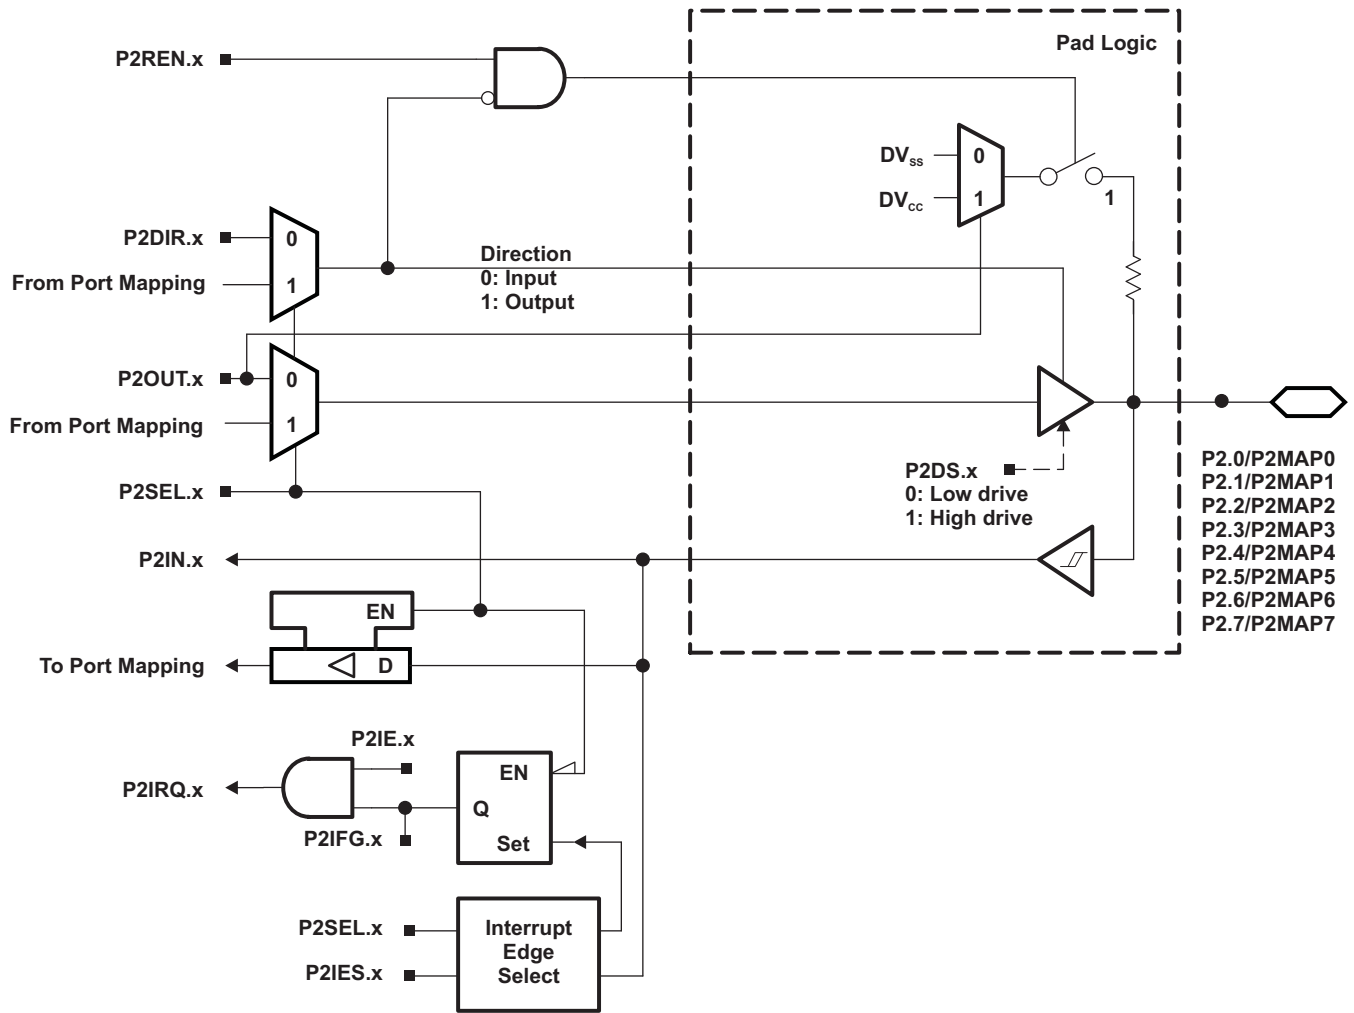 Pad Logic
P2REN.x
DVSS
0
DVCC
1
1
P2DIR.x
0
From Port Mapping
1
Direction
0: Input
1: Output
P2OUT.x
0
From Port Mapping
1
P2DS.x
0: Low drive
1: High drive
P2SEL.x
P2.0/P2MAP0
P2.1/P2MAP1
P2.2/P2MAP2
P2.3/P2MAP3
P2.4/P2MAP4
P2.5/P2MAP5
P2.6/P2MAP6
P2.7/P2MAP7
P2IN.x
EN
To Port Mapping
D
P2IE.x
EN
P2IRQ.x
Q
P2IFG.x
Set
P2SEL.x
P2IES.x
Interrupt
Edge
Select